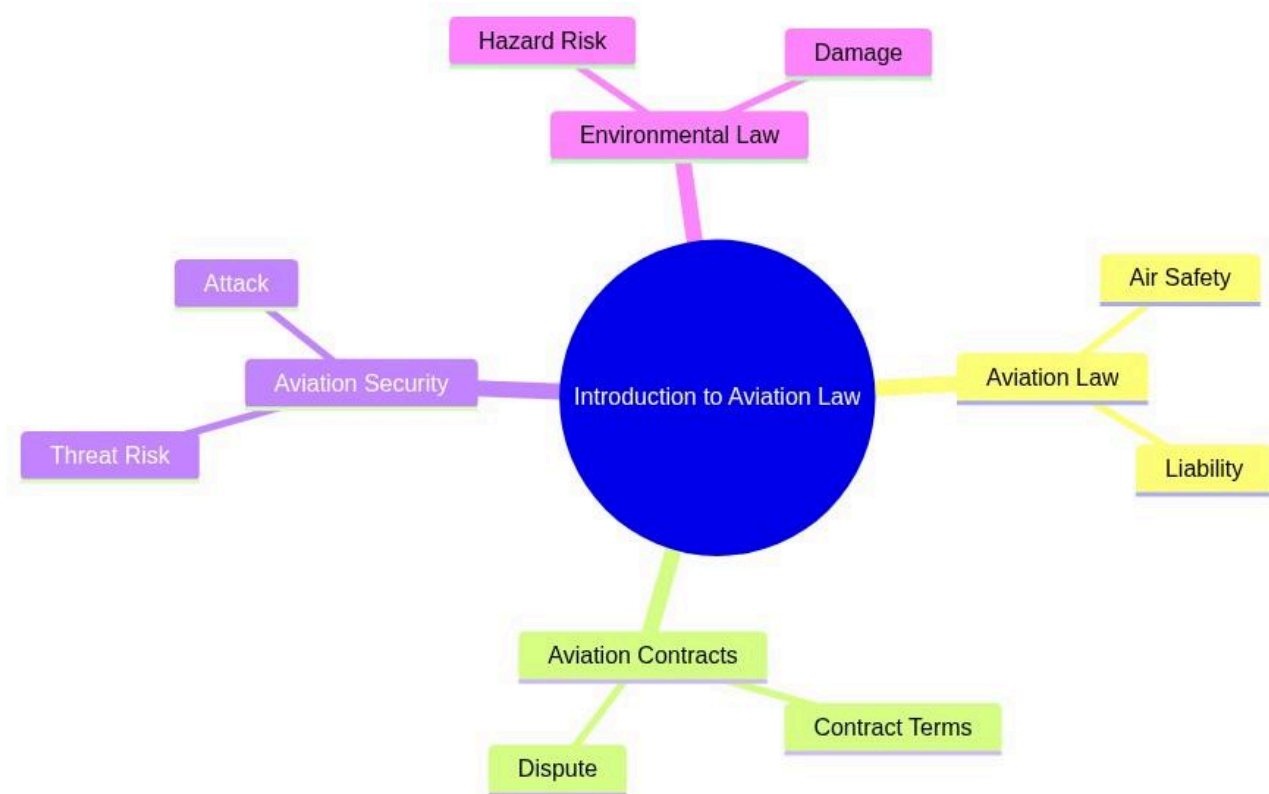 Hazard Risk
Damage
Environmental Law
Attack
Air Safety
Aviation Security
Introduction to Aviation Law
Aviation Law
Threat Risk
Liability
Aviation Contracts
Contract Terms
Dispute